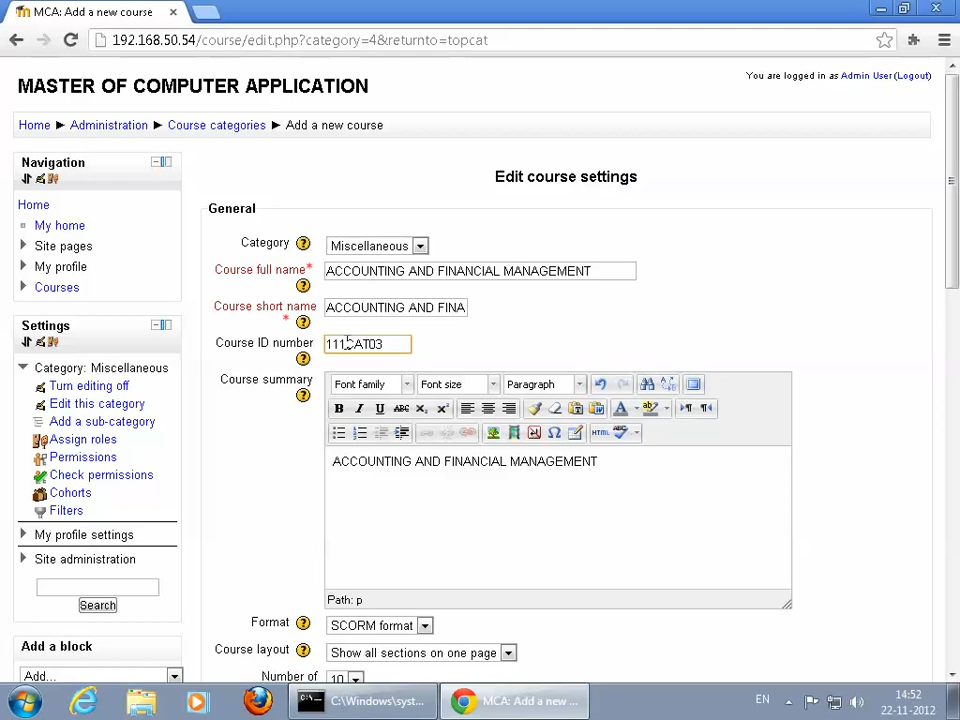 MCA: Add a new course
192.168.50.54/course/edit.php?category=4&returnto=topcat
MASTER OF COMPUTER APPLICATION
You are logged in as Admin User (Logout)
Home ► Administration ► Course categories ► Add a new course
Navigation
Home
My home
Site pages
My profile
Courses
Settings
Category: Miscellaneous
Turn editing off
Edit this category
Add a sub-category
Assign roles
Permissions
Check permissions
Cohorts
Filters
My profile settings
Site administration
Search
Add a block
Add...
Edit course settings
General
Category Miscellaneous
Course full name* ACCOUNTING AND FINANCIAL MANAGEMENT
Course short name * ACCOUNTING AND FINA
Course ID number
Course summary
Font family Font size Paragraph
B I U ABC
HTML
ACCOUNTING AND FINANCIAL MANAGEMENT
Path: p
Format SCORM format
Course layout Show all sections on one page
Number of 10
C:\Windows\syst...
MCA: Add a new ...
EN
14:52
22-11-2012